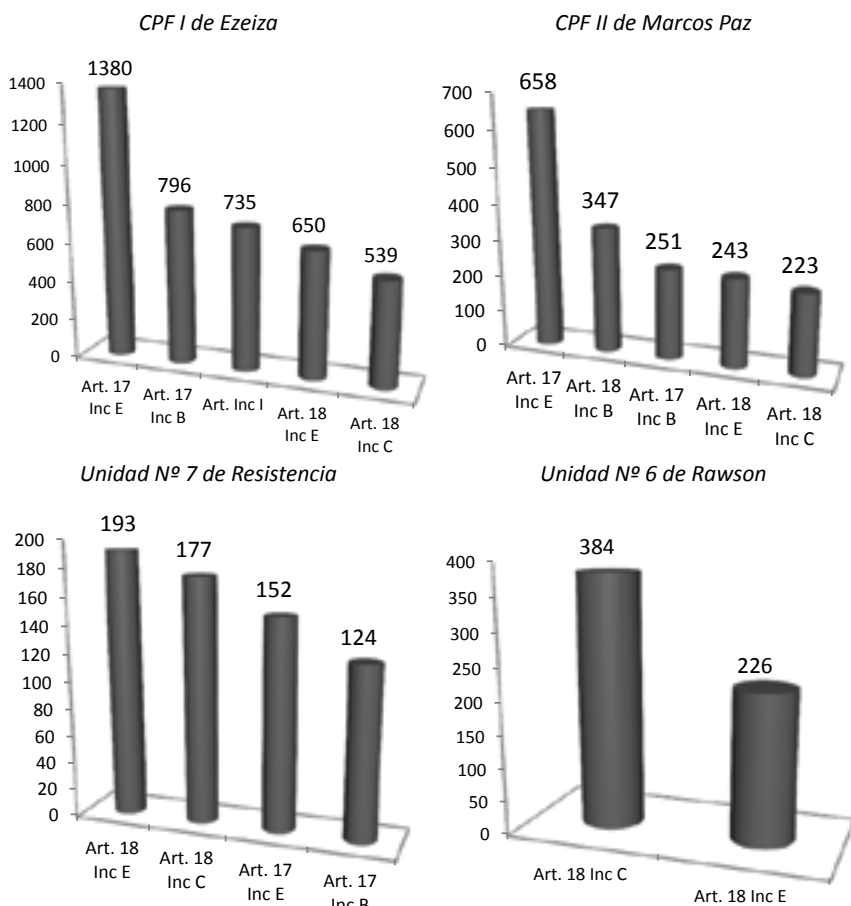 CPF I de Ezeiza
1380
796
735
650
539
1400
1200
1000
800
600
400
200
0
Art. 17
Inc E
Art. 17
Inc B
Art. Inc I
Art. 18
Inc E
Art. 18
Inc C
CPF II de Marcos Paz
658
347
251
243
223
700
600
500
400
300
200
100
0
Art. 17
Inc E
Art. 18
Inc B
Art. 17
Inc B
Art. 18
Inc E
Art. 18
Inc C
Unidad Nº 7 de Resistencia
193
177
152
124
200
180
160
140
120
100
80
60
40
20
0
Art. 18
Inc E
Art. 18
Inc C
Art. 17
Inc E
Art. 17
Inc B
Unidad Nº 6 de Rawson
384
226
400
350
300
250
200
150
100
50
0
Art. 18 Inc C
Art. 18 Inc E